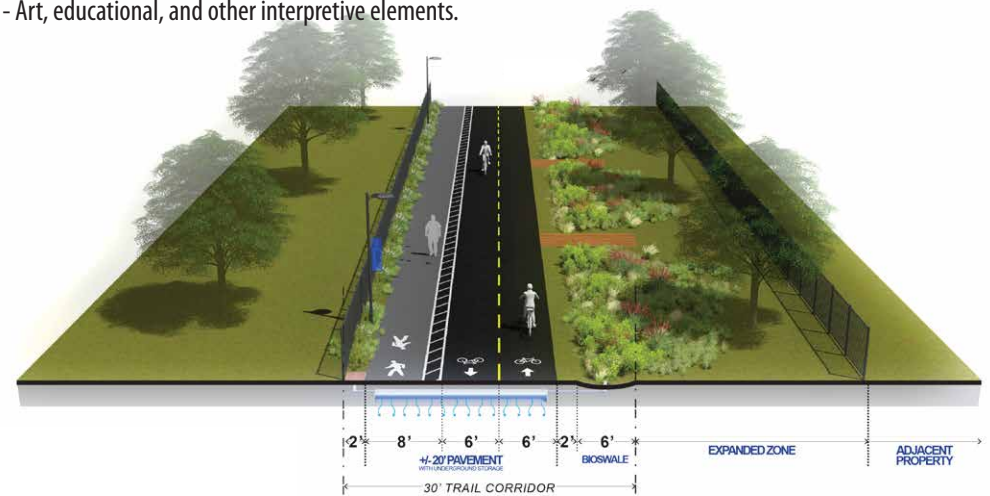 - Art, educational, and other interpretive elements.
2' 8' 6' 6' 2' 6'
+/- 20' PAVEMENT
WITH UNDERGROUND STORAGE
BIOSWALE
EXPANDED ZONE
ADJACENT
PROPERTY
30' TRAIL CORRIDOR